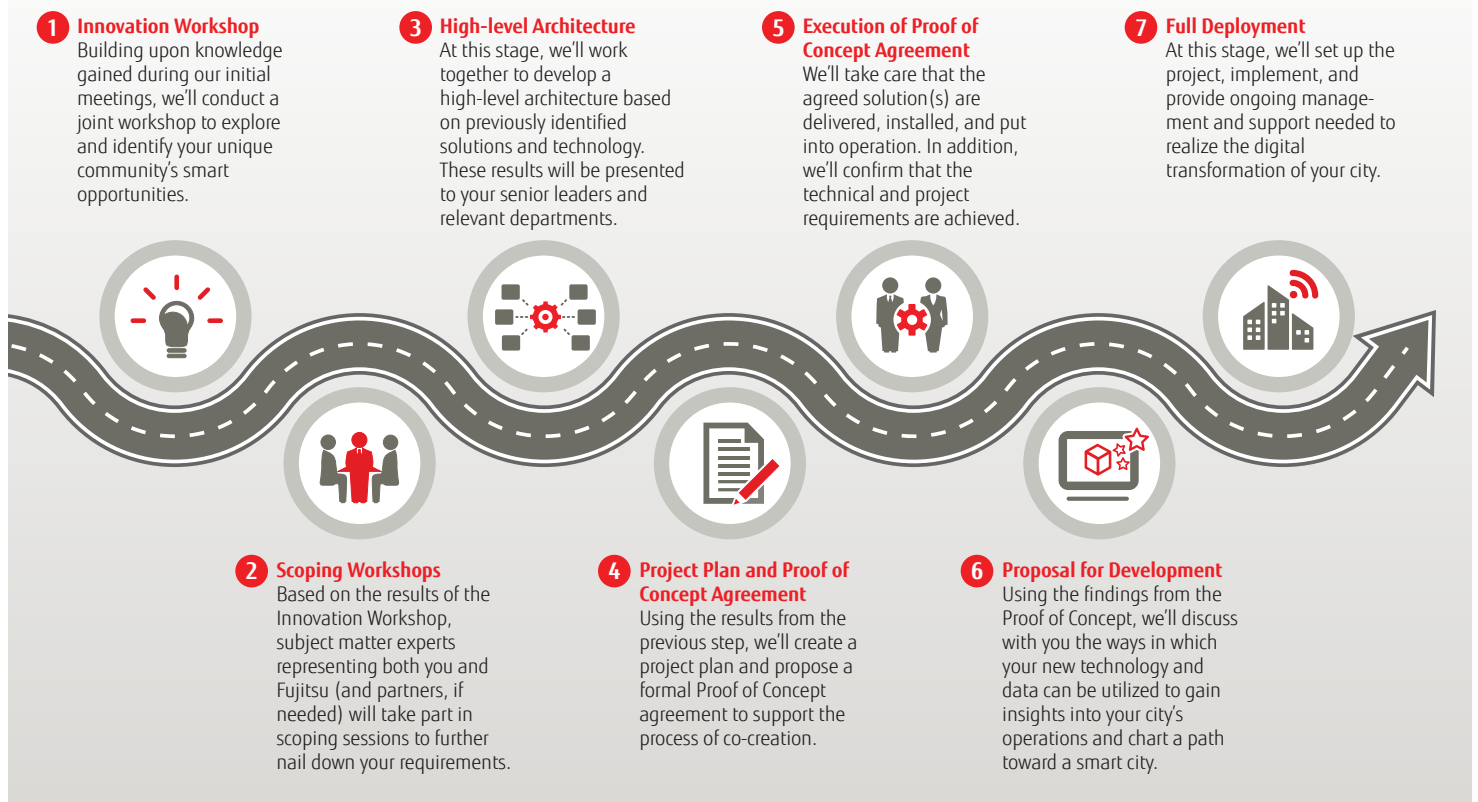 1 Innovation Workshop
Building upon knowledge
gained during our initial
meetings, we'll conduct a
joint workshop to explore
and identify your unique
community's smart
opportunities.
2 Scoping Workshops
Based on the results of the
Innovation Workshop,
subject matter experts
representing both you and
Fujitsu (and partners, if
needed) will take part in
scoping sessions to further
nail down your requirements.
3 High-level Architecture
At this stage, we'll work
together to develop a
high-level architecture based
on previously identified
solutions and technology.
These results will be presented
to your senior leaders and
relevant departments.
4 Project Plan and Proof of
Concept Agreement
Using the results from the
previous step, we'll create a
project plan and propose a
formal Proof of Concept
agreement to support the
process of co-creation.
5 Execution of Proof of
Concept Agreement
We'll take care that the
agreed solution(s) are
delivered, installed, and put
into operation. In addition,
we'll confirm that the
technical and project
requirements are achieved.
6 Proposal for Development
Using the findings from the
Proof of Concept, we'll discuss
with you the ways in which
your new technology and
data can be utilized to gain
insights into your city's
operations and chart a path
toward a smart city.
7 Full Deployment
At this stage, we'll set up the
project, implement, and
provide ongoing manage-
ment and support needed to
realize the digital
transformation of your city.